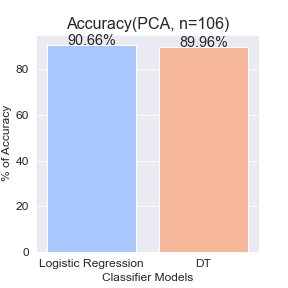 Accuracy(PCA, n=106)
90.66%
89.96%
% of Accuracy
80
60
40
20
0
Logistic Regression
DT
Classifier Models